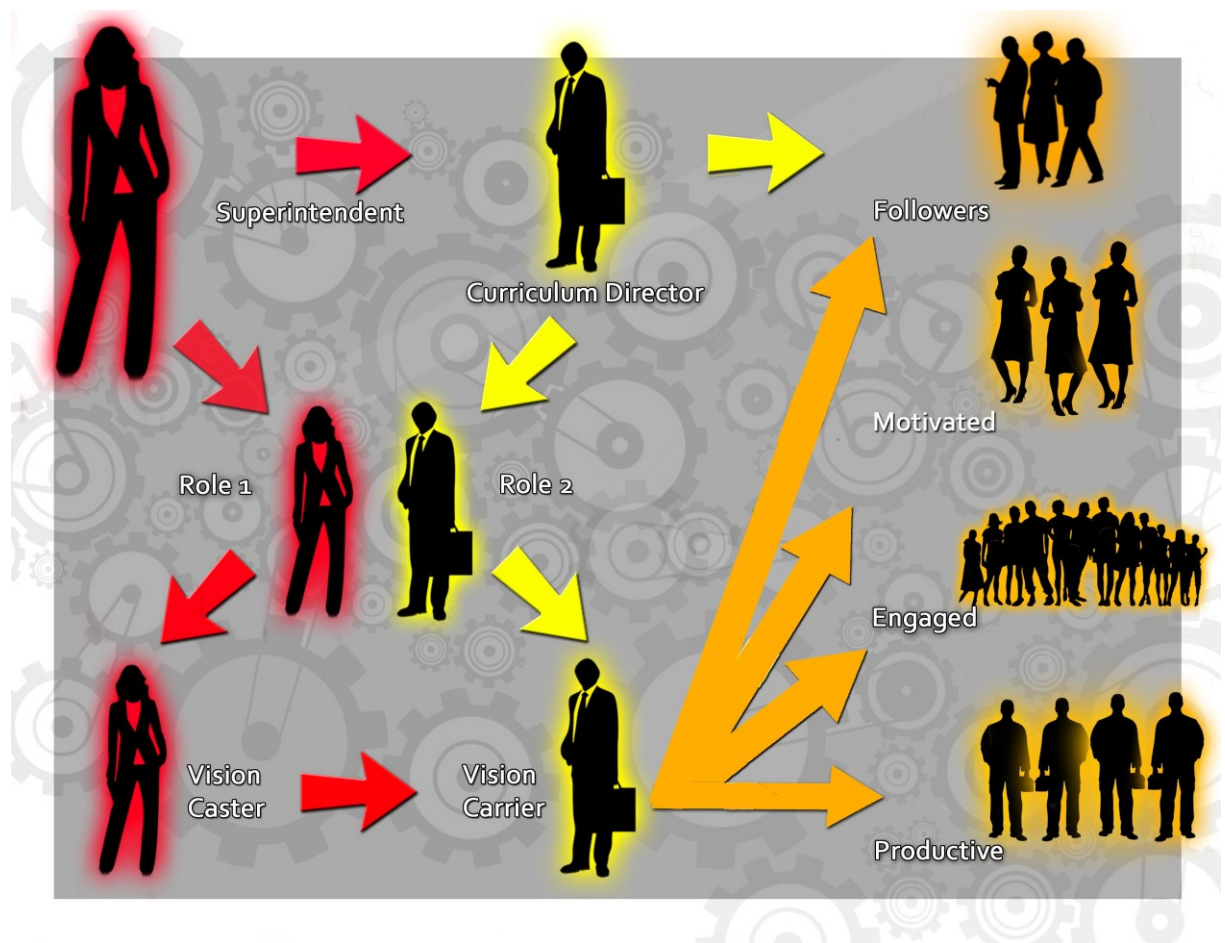 Superintendent
Followers
Curriculum Director
Motivated
Role 1
Role 2
Engaged
Vision
Caster
Vision
Carrier
Productive